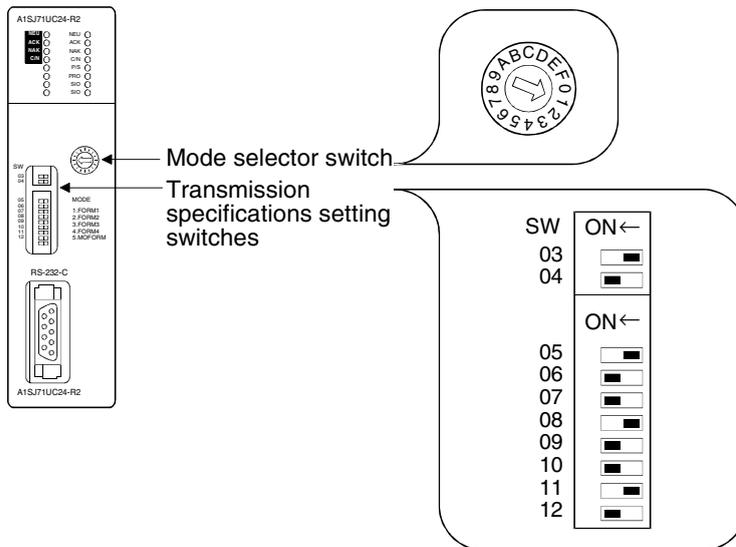 A1SJ71UC24-R2
NEU NEU
ACK ACK
NAK NAK
C/N C/N
P/S
PRO
SIO
SIO
SW
03
04
05
06
07
08
09
10
11
12
MODE
1.FORM1
2.FORM2
3.FORM3
4.FORM4
5.MOFORM
RS-232-C
A1SJ71UC24-R2
Mode selector switch
Transmission
specifications setting
switches
0123456789ABCDEF
SW ON←
03
04
ON←
05
06
07
08
09
10
11
12